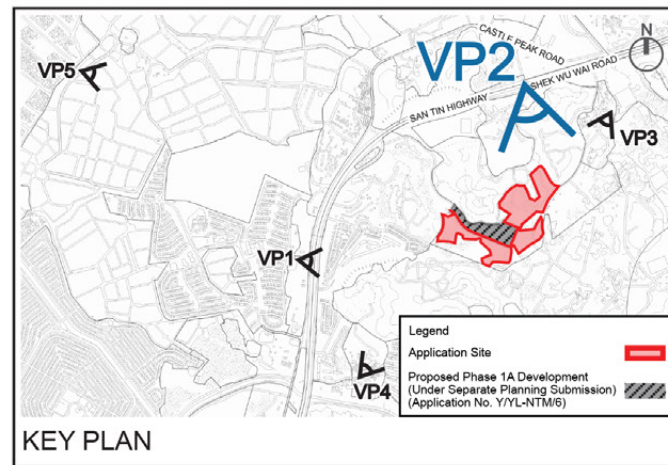 N
CASTLE PEAK ROAD
SHEK WU WAI ROAD
SAN TIN HIGHWAY
VP5
VP2
VP3
VP1
VP4
Legend
Application Site
Proposed Phase 1A Development
(Under Separate Planning Submission)
(Application No. Y/YL-NTM/6)
KEY PLAN